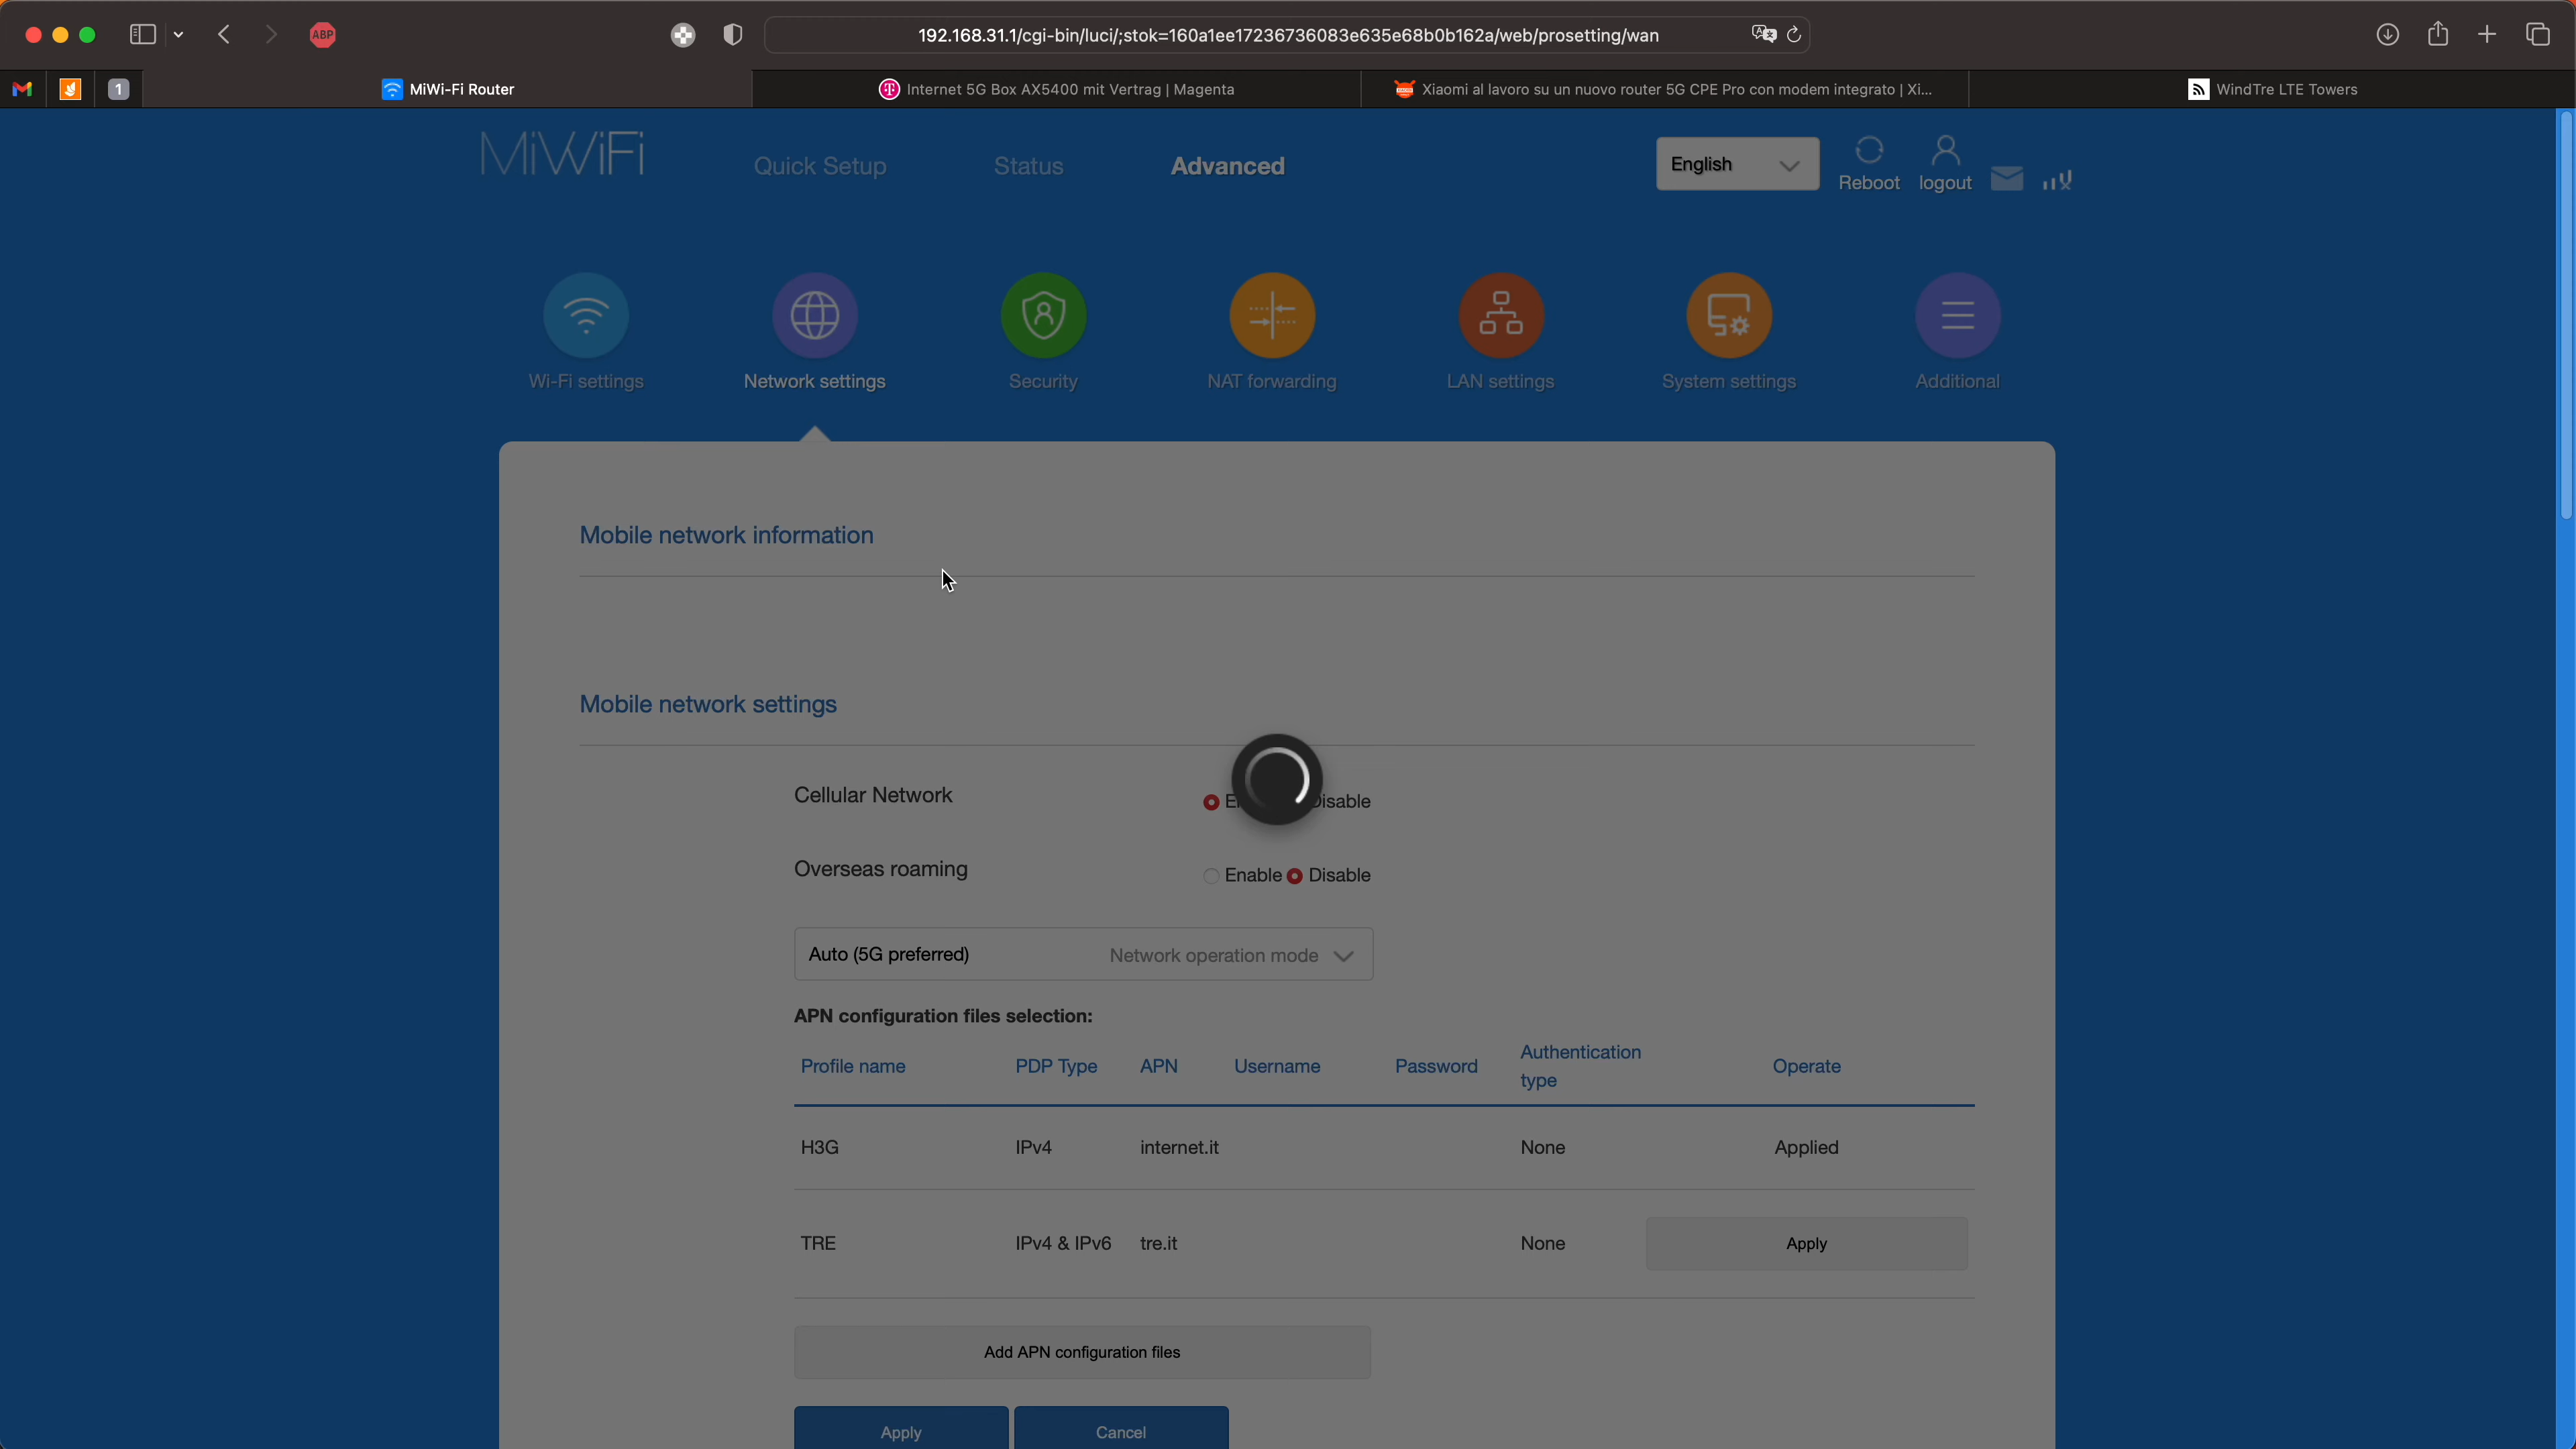 ABP
192.168.31.1/cgi-bin/luci/;stok=160a1ee17236736083e635e68b0b162a/web/prosetting/wan
1
MiWi-Fi Router
Internet 5G Box AX5400 mit Vertrag | Magenta
Xiaomi al lavoro su un nuovo router 5G CPE Pro con modem integrato | Xi...
WindTre LTE Towers
MiWiFi
Quick Setup
Status
Advanced
English
Reboot
logout
Wi-Fi settings
Network settings
Security
NAT forwarding
LAN settings
System settings
Additional
Mobile network information
Mobile network settings
Cellular Network
Disable
Overseas roaming
Enable Disable
Auto (5G preferred) Network operation mode
APN configuration files selection:
Profile name PDP Type APN Username Password Authentication type Operate
H3G IPv4 internet.it None Applied
TRE IPv4 & IPv6 tre.it None Apply
Add APN configuration files
Apply Cancel